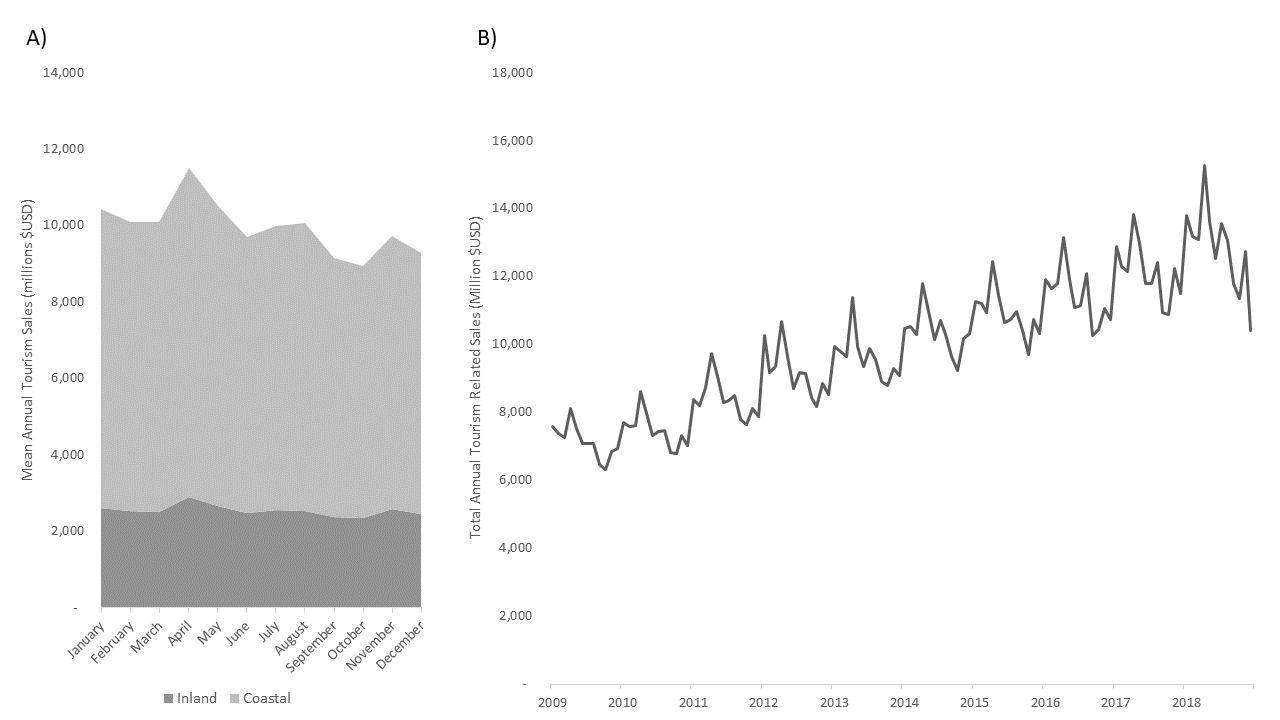 A)
Mean Annual Tourism Sales (millions $USD)
14,000
12,000
10,000
8,000
6,000
4,000
2,000
-
January
February
March
April
May
June
July
August
September
October
November
December
Inland
Coastal
B)
Total Annual Tourism Related Sales (Million $USD)
18,000
16,000
14,000
12,000
10,000
8,000
6,000
4,000
2,000
-
2009
2010
2011
2012
2013
2014
2015
2016
2017
2018